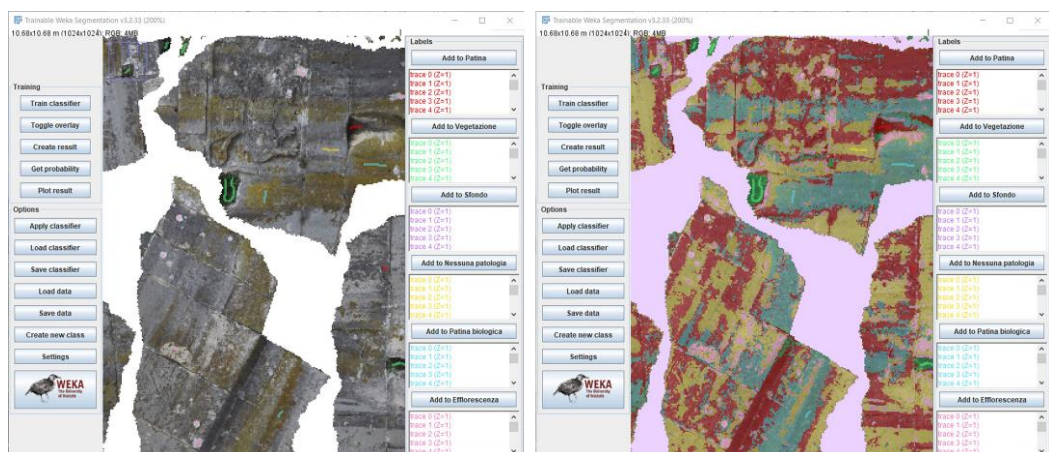 Trainable Weka Segmentation v3.2.33 (200%)
10.68x10.68 m (1024x1024); RGB; 4MB
Training
Train classifier
Toggle overlay
Create result
Get probability
Plot result
Options
Apply classifier
Load classifier
Save classifier
Load data
Save data
Create new class
Settings
WEKA
The University
of Waikato
Labels
Add to Patina
trace 0 (Z=1)
trace 1 (Z=1)
trace 2 (Z=1)
trace 3 (Z=1)
trace 4 (Z=1)
Add to Vegetazione
trace 0 (Z=1)
trace 1 (Z=1)
trace 2 (Z=1)
trace 3 (Z=1)
trace 4 (Z=1)
Add to Sfondo
trace 0 (Z=1)
trace 1 (Z=1)
trace 2 (Z=1)
trace 3 (Z=1)
Add to Nessuna patologia
trace 0 (Z=1)
trace 1 (Z=1)
trace 2 (Z=1)
trace 3 (Z=1)
trace 4 (Z=1)
Add to Patina biologica
trace 0 (Z=1)
trace 1 (Z=1)
trace 2 (Z=1)
trace 3 (Z=1)
trace 4 (Z=1)
Add to Efflorescenza
trace 0 (Z=1)
trace 1 (Z=1)
trace 2 (Z=1)
Trainable Weka Segmentation v3.2.33 (200%)
10.68x10.68 m (1024x1024); RGB; 4MB
Training
Train classifier
Toggle overlay
Create result
Get probability
Plot result
Options
Apply classifier
Load classifier
Save classifier
Load data
Save data
Create new class
Settings
WEKA
The University
of Waikato
Labels
Add to Patina
trace 0 (Z=1)
trace 1 (Z=1)
trace 2 (Z=1)
trace 3 (Z=1)
trace 4 (Z=1)
Add to Vegetazione
trace 0 (Z=1)
trace 1 (Z=1)
trace 2 (Z=1)
trace 3 (Z=1)
trace 4 (Z=1)
Add to Sfondo
trace 0 (Z=1)
trace 1 (Z=1)
trace 2 (Z=1)
trace 3 (Z=1)
Add to Nessuna patologia
trace 0 (Z=1)
trace 1 (Z=1)
trace 2 (Z=1)
trace 3 (Z=1)
trace 4 (Z=1)
Add to Patina biologica
trace 0 (Z=1)
trace 1 (Z=1)
trace 2 (Z=1)
trace 3 (Z=1)
trace 4 (Z=1)
Add to Efflorescenza
trace 0 (Z=1)
trace 1 (Z=1)
trace 2 (Z=1)